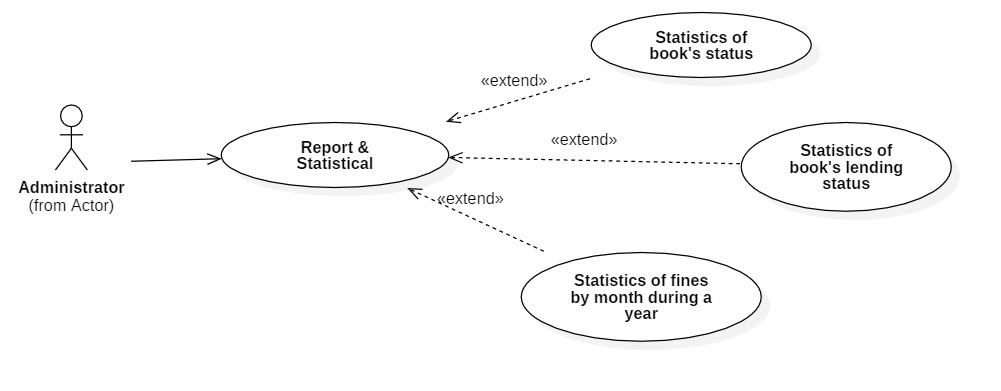 Statistics of
book's status
«extend»
«extend»
Report &
Statistical
Statistics of
book's lending
status
Administrator
(from Actor)
«extend»
Statistics of fines
by month during a
year